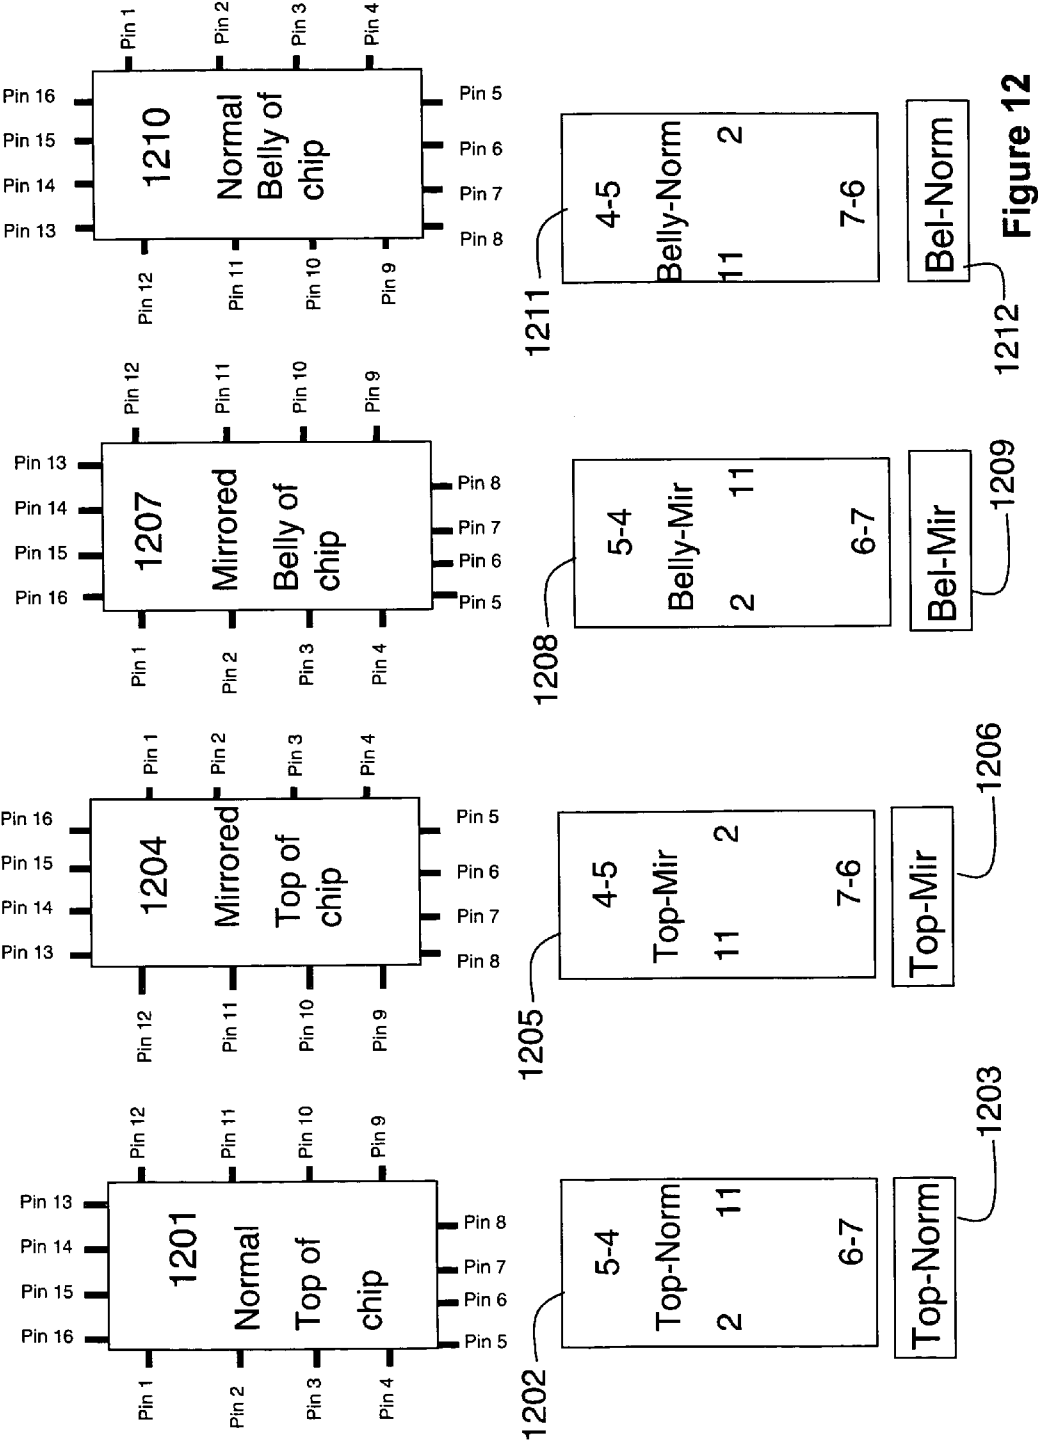 Pin 12
Pin 11
Pin 10
Pin 9
Pin 13
Pin 14
Pin 15
Pin 16
1201
Normal
Top of
chip
Pin 8
Pin 7
Pin 6
Pin 5
Pin 1
Pin 2
Pin 3
Pin 4
1202
5-4
Top-Norm
2 11
6-7
Top-Norm
1203
Pin 1
Pin 2
Pin 3
Pin 4
Pin 16
Pin 15
Pin 14
Pin 13
1204
Mirrored
Top of
chip
Pin 5
Pin 6
Pin 7
Pin 8
Pin 12
Pin 11
Pin 10
Pin 9
1205
4-5
Top-Mir
11 2
7-6
Top-Mir
1206
Pin 12
Pin 11
Pin 10
Pin 9
Pin 13
Pin 14
Pin 15
Pin 16
1207
Mirrored
Belly of
chip
Pin 8
Pin 7
Pin 6
Pin 5
Pin 1
Pin 2
Pin 3
Pin 4
1208
5-4
Belly-Mir
2 11
6-7
Bel-Mir
1209
Pin 1
Pin 2
Pin 3
Pin 4
Pin 16
Pin 15
Pin 14
Pin 13
1210
Normal
Belly of
chip
Pin 5
Pin 6
Pin 7
Pin 8
Pin 12
Pin 11
Pin 10
Pin 9
1211
4-5
Belly-Norm
11 2
7-6
Bel-Norm
1212
Figure 12